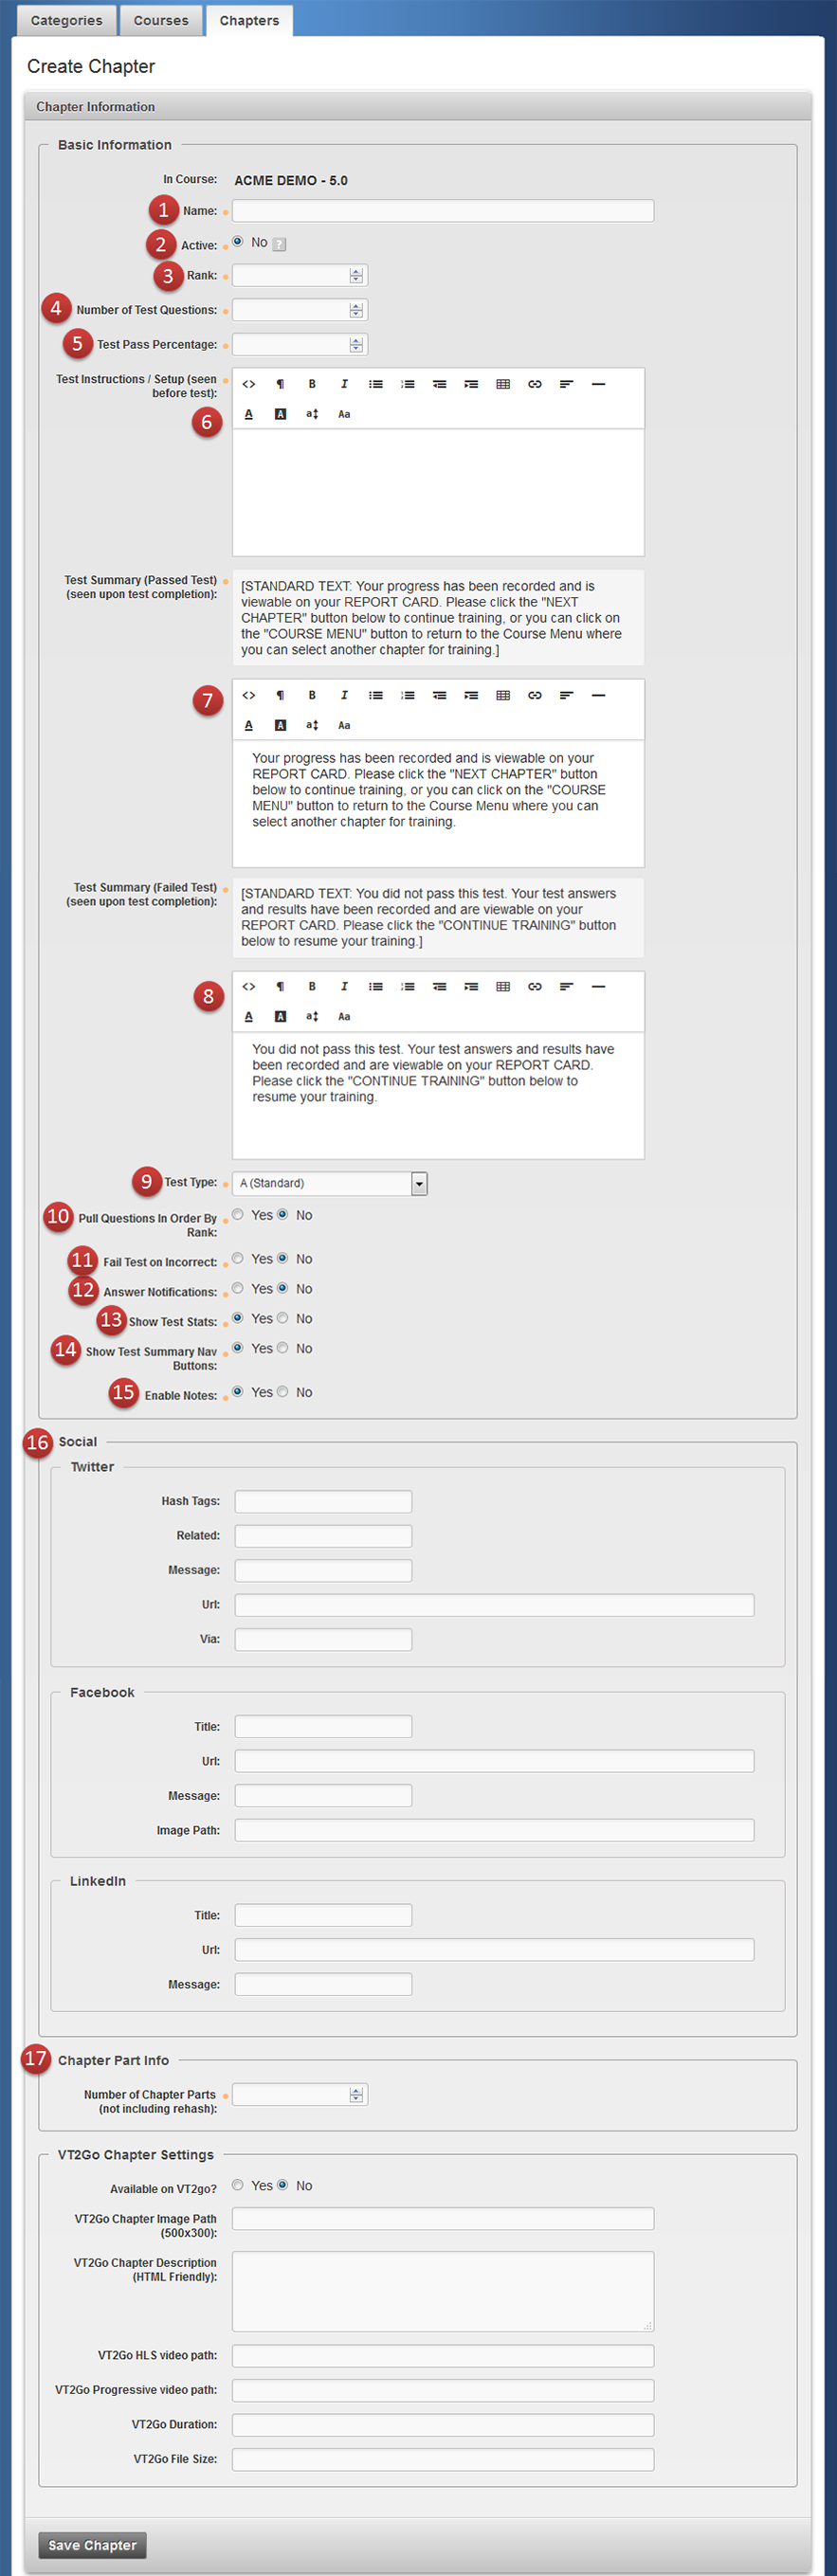 Categories Courses Chapters
Create Chapter
Chapter Information
Basic Information
In Course: ACME DEMO - 5.0
1 Name:
2 Active: No ?
3 Rank:
4 Number of Test Questions:
5 Test Pass Percentage:
Test Instructions / Setup (seen
before test):
<> ¶ B I
A A a Aa
6
Test Summary (Passed Test)
(seen upon test completion):
[STANDARD TEXT: Your progress has been recorded and is
viewable on your REPORT CARD. Please click the "NEXT
CHAPTER" button below to continue training, or you can click on
the "COURSE MENU" button to return to the Course Menu where
you can select another chapter for training.]
7
<> ¶ B I
A A a Aa
Your progress has been recorded and is viewable on your
REPORT CARD. Please click the "NEXT CHAPTER" button
below to continue training, or you can click on the "COURSE
MENU" button to return to the Course Menu where you can
select another chapter for training.
Test Summary (Failed Test)
(seen upon test completion):
[STANDARD TEXT: You did not pass this test. Your test answers
and results have been recorded and are viewable on your
REPORT CARD. Please click the "CONTINUE TRAINING" button
below to resume your training.]
8
<> ¶ B I
A A a Aa
You did not pass this test. Your test answers and results have
been recorded and are viewable on your REPORT CARD.
Please click the "CONTINUE TRAINING" button below to
resume your training.
9 Test Type: A (Standard)
10 Pull Questions In Order By
Rank:
Yes No
11 Fail Test on Incorrect: Yes No
12 Answer Notifications: Yes No
13 Show Test Stats: Yes No
14 Show Test Summary Nav
Buttons:
Yes No
15 Enable Notes: Yes No
16 Social
Twitter
Hash Tags:
Related:
Message:
Url:
Via:
Facebook
Title:
Url:
Message:
Image Path:
LinkedIn
Title:
Url:
Message:
17 Chapter Part Info
Number of Chapter Parts
(not including rehash):
VT2Go Chapter Settings
Available on VT2go? Yes No
VT2Go Chapter Image Path
(500x300):
VT2Go Chapter Description
(HTML Friendly):
VT2Go HLS video path:
VT2Go Progressive video path:
VT2Go Duration:
VT2Go File Size:
Save Chapter